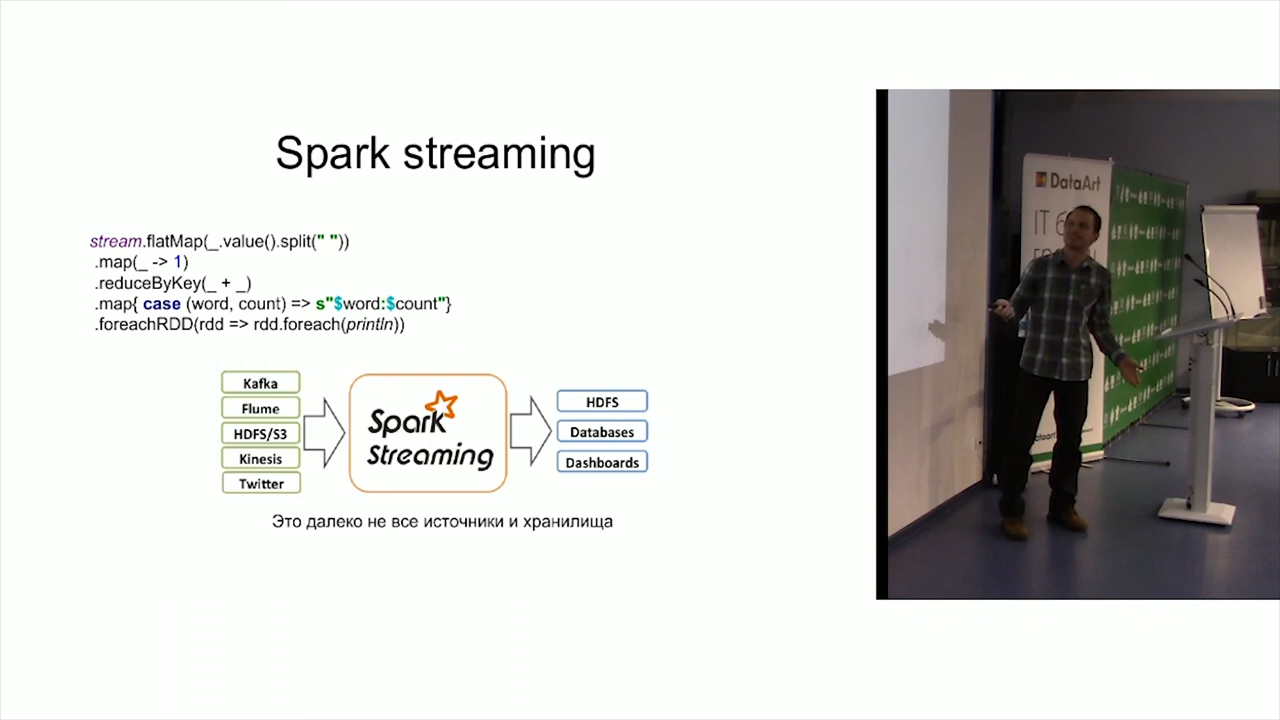 Spark streaming
stream.flatMap(_.value().split(" "))
.map(_ -> 1)
.reduceByKey(_ + _)
.map{ case (word, count) => s"$word:$count"}
.foreachRDD(rdd => rdd.foreach(println))
Kafka
Flume
HDFS/S3
Kinesis
Twitter
Spark
Streaming
HDFS
Databases
Dashboards
Это далеко не все источники и хранилища
DataArt
IT